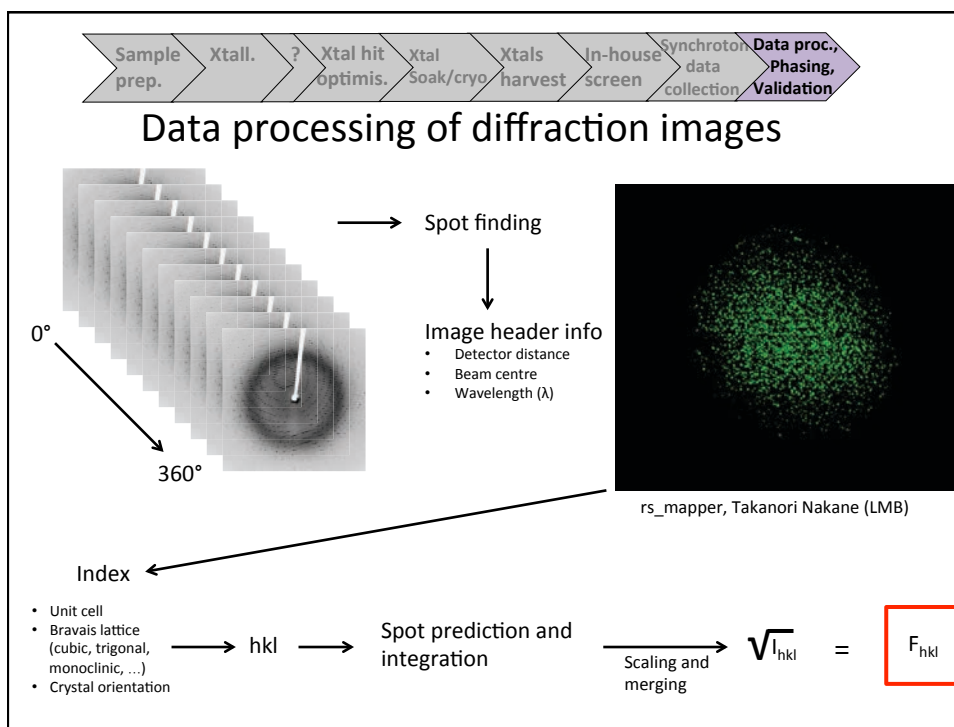 Sample prep.
Xtall.
?
Xtal hit optimis.
Xtal Soak/cryo
Xtals harvest
In-house screen
Synchroton data collection
Data proc., Phasing, Validation
Data processing of diffraction images
Spot finding
Image header info
• Detector distance
• Beam centre
• Wavelength (λ)
0°
360°
rs_mapper, Takanori Nakane (LMB)
Index
• Unit cell
• Bravais lattice
(cubic, trigonal,
monoclinic, …)
• Crystal orientation
hkl
Spot prediction and
integration
Scaling and
merging
√I_hkl = F_hkl